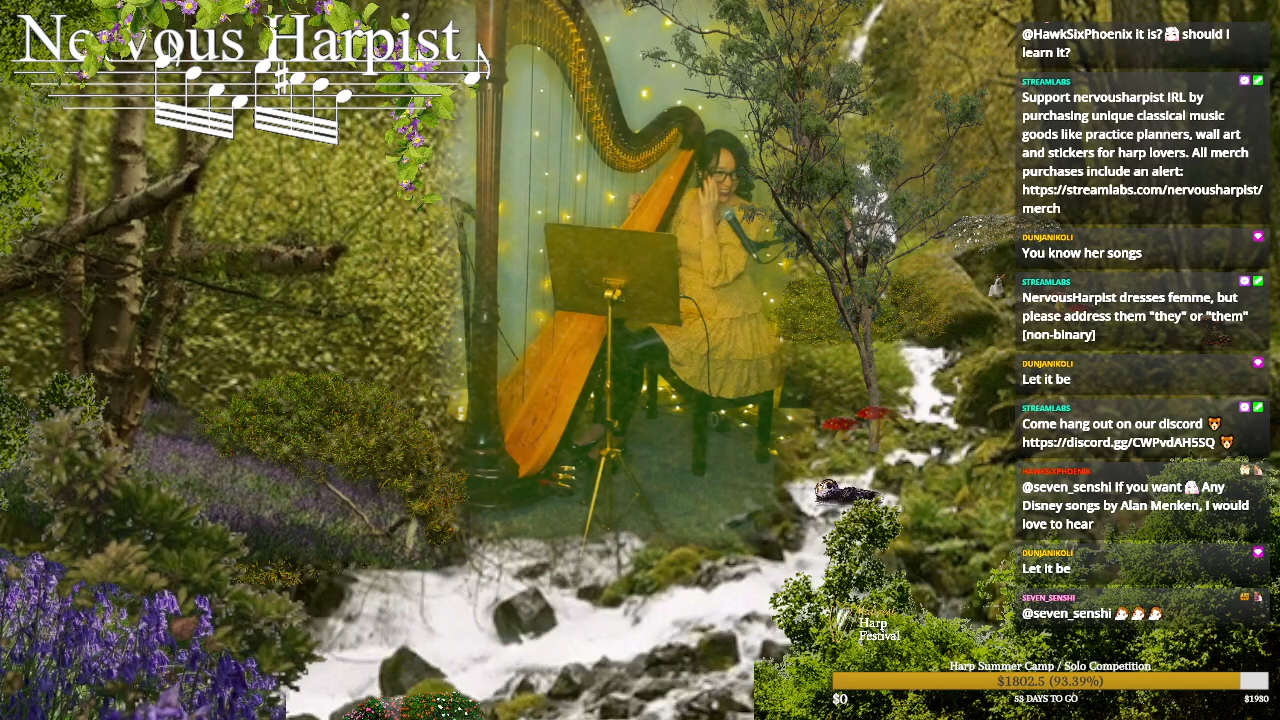 Nervous Harpist
@HawkSixPhoenix it is? should I
learn it?
STREAMLABS
Support nervousharpist IRL by
purchasing unique classical music
goods like practice planners, wall art
and stickers for harp lovers. All merch
purchases include an alert:
https://streamlabs.com/nervousharpist/
merch
DUNJANIKOLI
You know her songs
STREAMLABS
NervousHarpist dresses femme, but
please address them "they" or "them"
[non-binary]
DUNJANIKOLI
Let it be
STREAMLABS
Come hang out on our discord 🐻
https://discord.gg/CWPvdAH5SQ 🐻
HAWKSIXPHOENIX
@seven_senshi If you want Any
Disney songs by Alan Menken, I would
love to hear
DUNJANIKOLI
Let it be
SEVEN_SENSHI
@seven_senshi
Harp
Festival
Harp Summer Camp / Solo Competition
$1802.5 (93.39%)
$0
53 DAYS TO GO
$1930